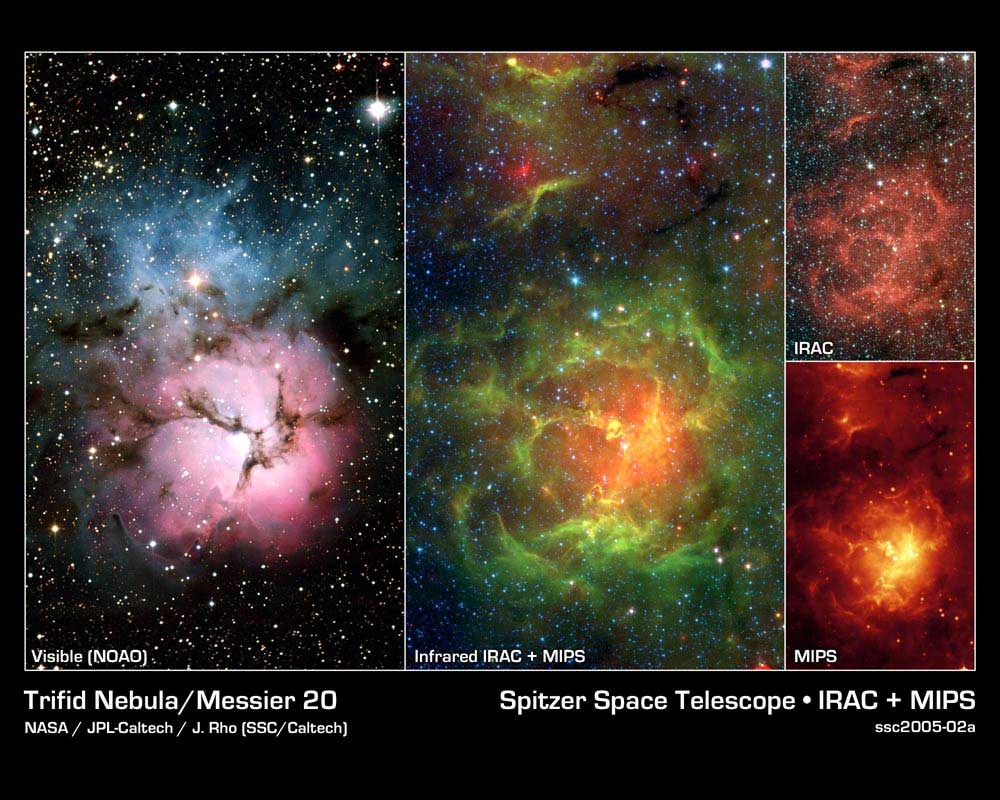 IRAC
Visible (NOAO)
Infrared IRAC + MIPS
MIPS
Trifid Nebula/Messier 20
Spitzer Space Telescope • IRAC + MIPS
NASA / JPL-Caltech / J. Rho (SSC/Caltech)
ssc2005-02a